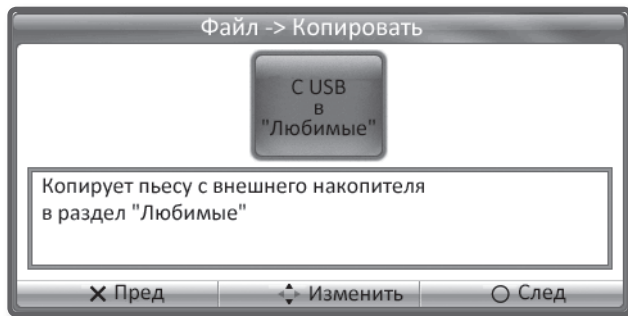 Файл -> Копировать
С USB
в
"Любимые"
Копирует пьесу с внешнего накопителя
в раздел "Любимые"
Пред
Изменить
След